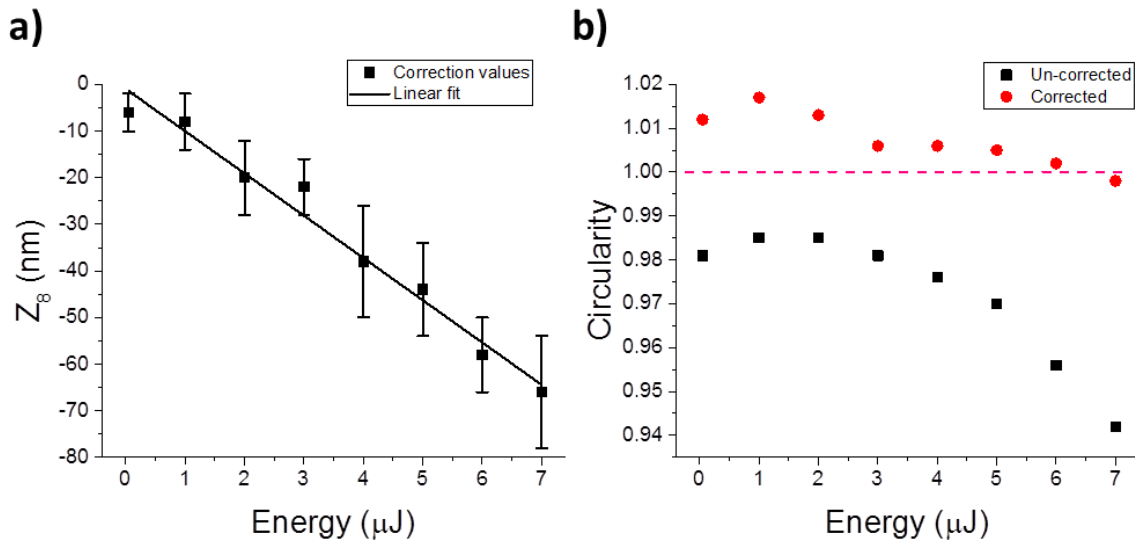 a)
Correction values
Linear fit
0
-10
-20
-30
-40
-50
-60
-70
-80
Z8 (nm)
0 1 2 3 4 5 6 7
Energy (μJ)
b)
Un-corrected
Corrected
1.02
1.01
1.00
0.99
0.98
0.97
0.96
0.95
0.94
Circularity
0 1 2 3 4 5 6 7
Energy (μJ)